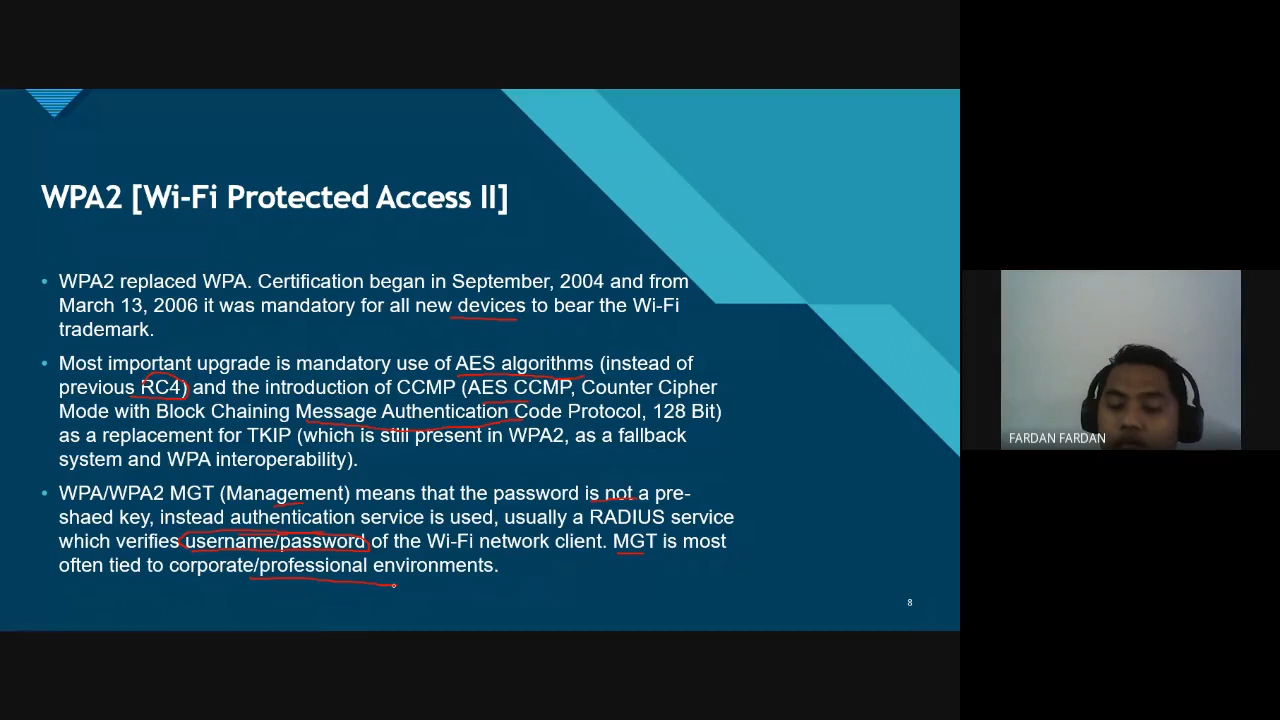 WPA2 [Wi-Fi Protected Access II]
• WPA2 replaced WPA. Certification began in September, 2004 and from
March 13, 2006 it was mandatory for all new devices to bear the Wi-Fi
trademark.
• Most important upgrade is mandatory use of AES algorithms (instead of
previous RC4) and the introduction of CCMP (AES CCMP, Counter Cipher
Mode with Block Chaining Message Authentication Code Protocol, 128 Bit)
as a replacement for TKIP (which is still present in WPA2, as a fallback
system and WPA interoperability).
• WPA/WPA2 MGT (Management) means that the password is not a pre-
shaed key, instead authentication service is used, usually a RADIUS service
which verifies username/password of the Wi-Fi network client. MGT is most
often tied to corporate/professional environments.
8
FARDAN FARDAN